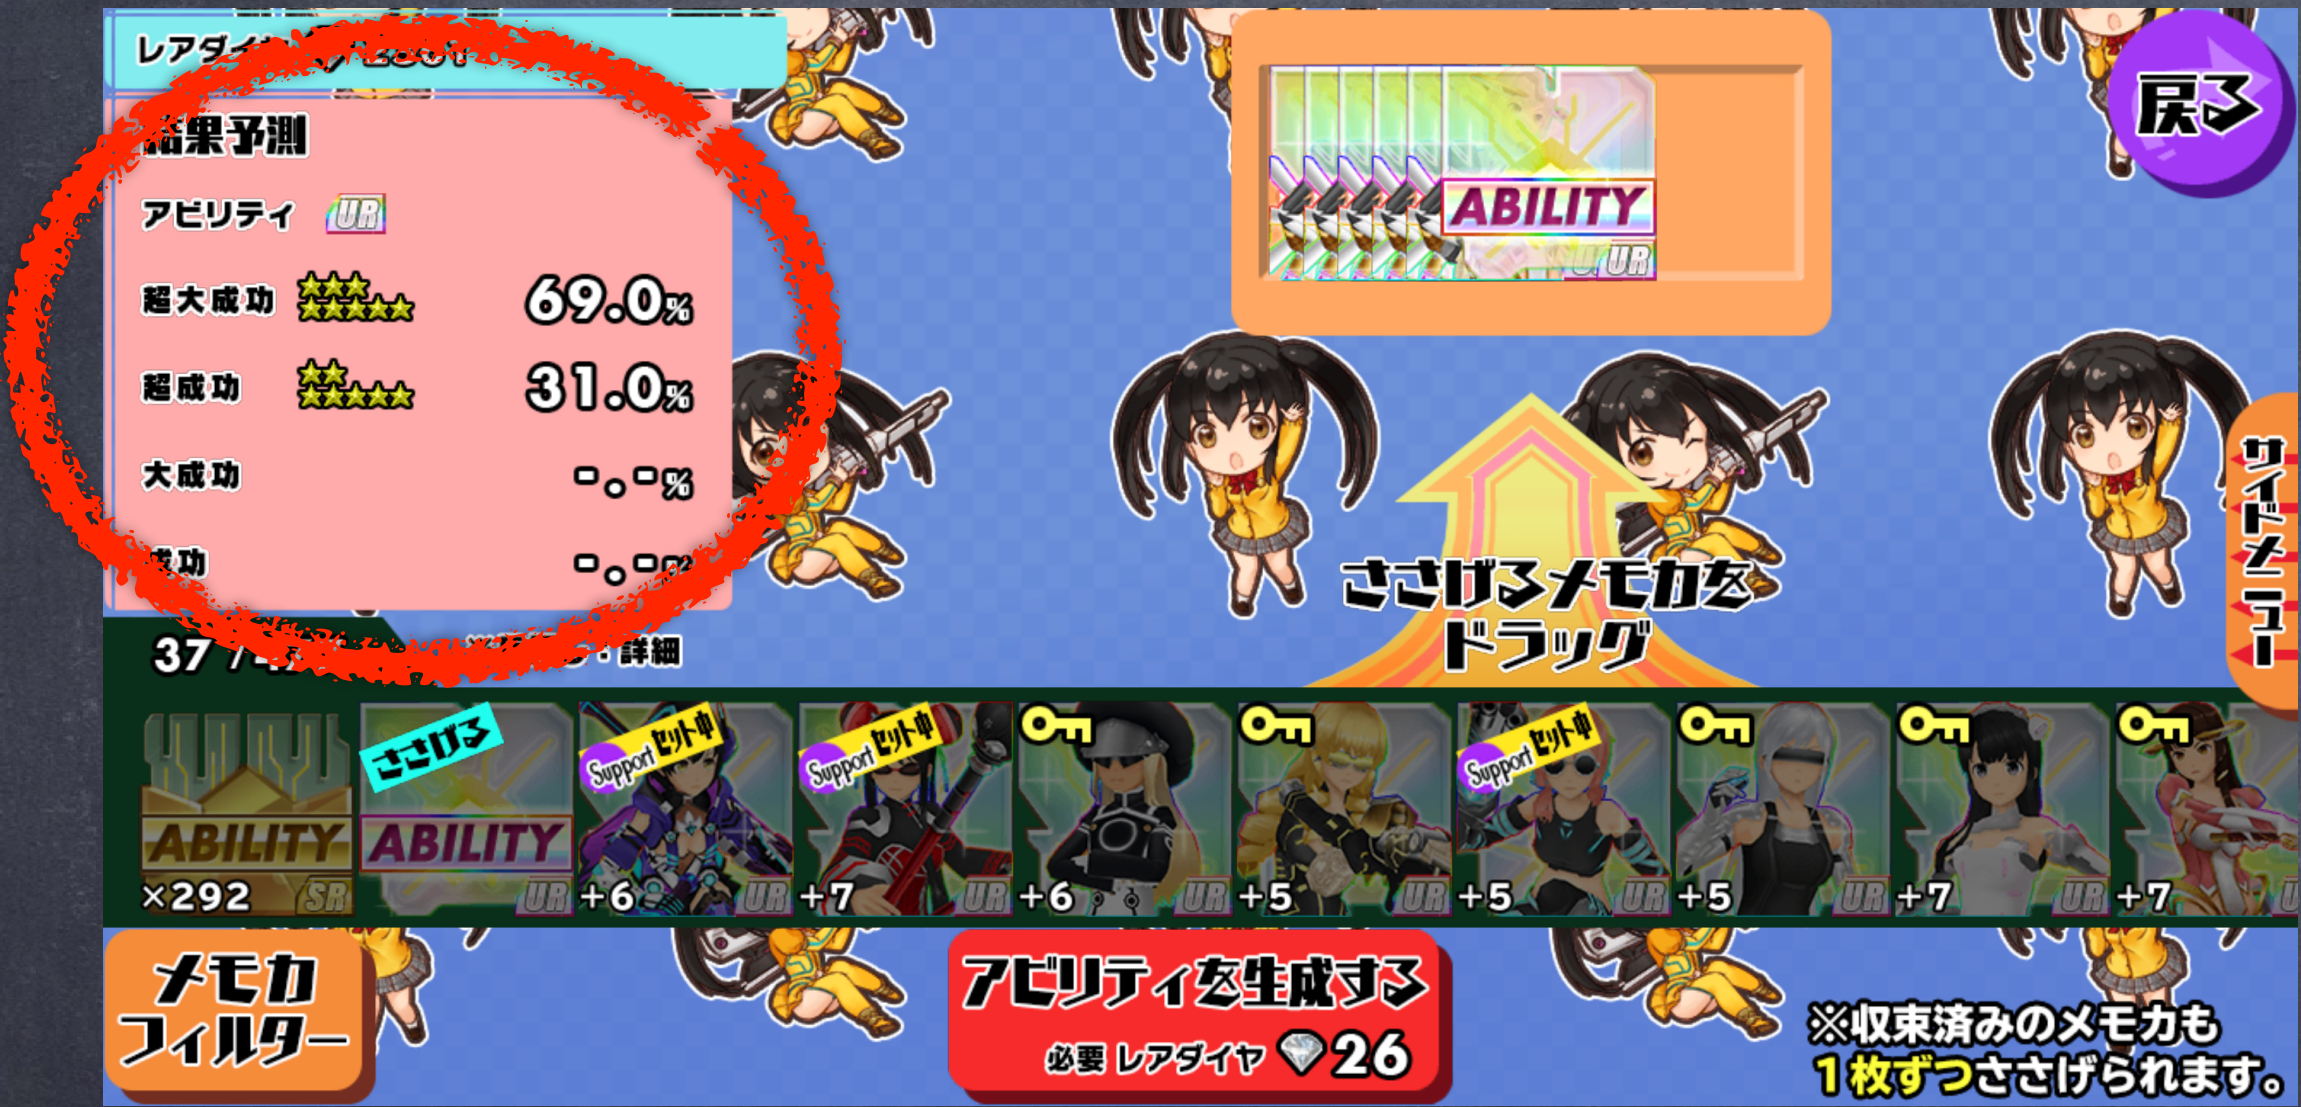 結果予測
アビリティ UR
超大成功 ★★★★★★★★ 69.0%
超成功 ★★★★★★★ 31.0%
大成功 -.-%
成功 -.-
37
詳細
ABILITY
UR
戻る
ささげるメモカを
ドラッグ
サイドメニュー
ABILITY
×292 SR
ささげる
ABILITY
UR
Support セット中
+6 UR
Support セット中
+7 UR
+6 UR
+5 UR
Support セット中
+5 UR
+5 UR
+7 UR
+7
メモカ
フィルター
アビリティを生成する
必要 レアダイヤ 26
※収束済みのメモカも
1枚ずつささげられます。